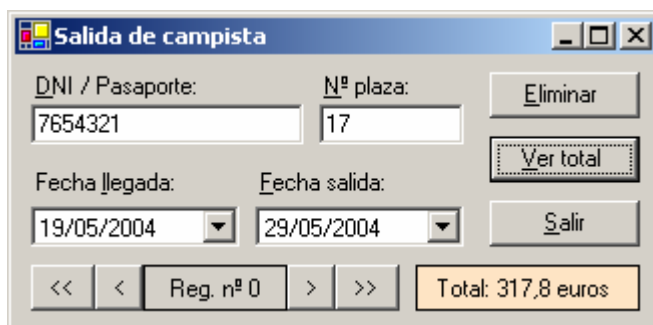 Salida de campista
DNI / Pasaporte: Nº plaza:
Eliminar
7654321 17
Ver total
Fecha llegada: Fecha salida:
19/05/2004 29/05/2004
Salir
<< < Reg. nº 0 > >> Total: 317,8 euros